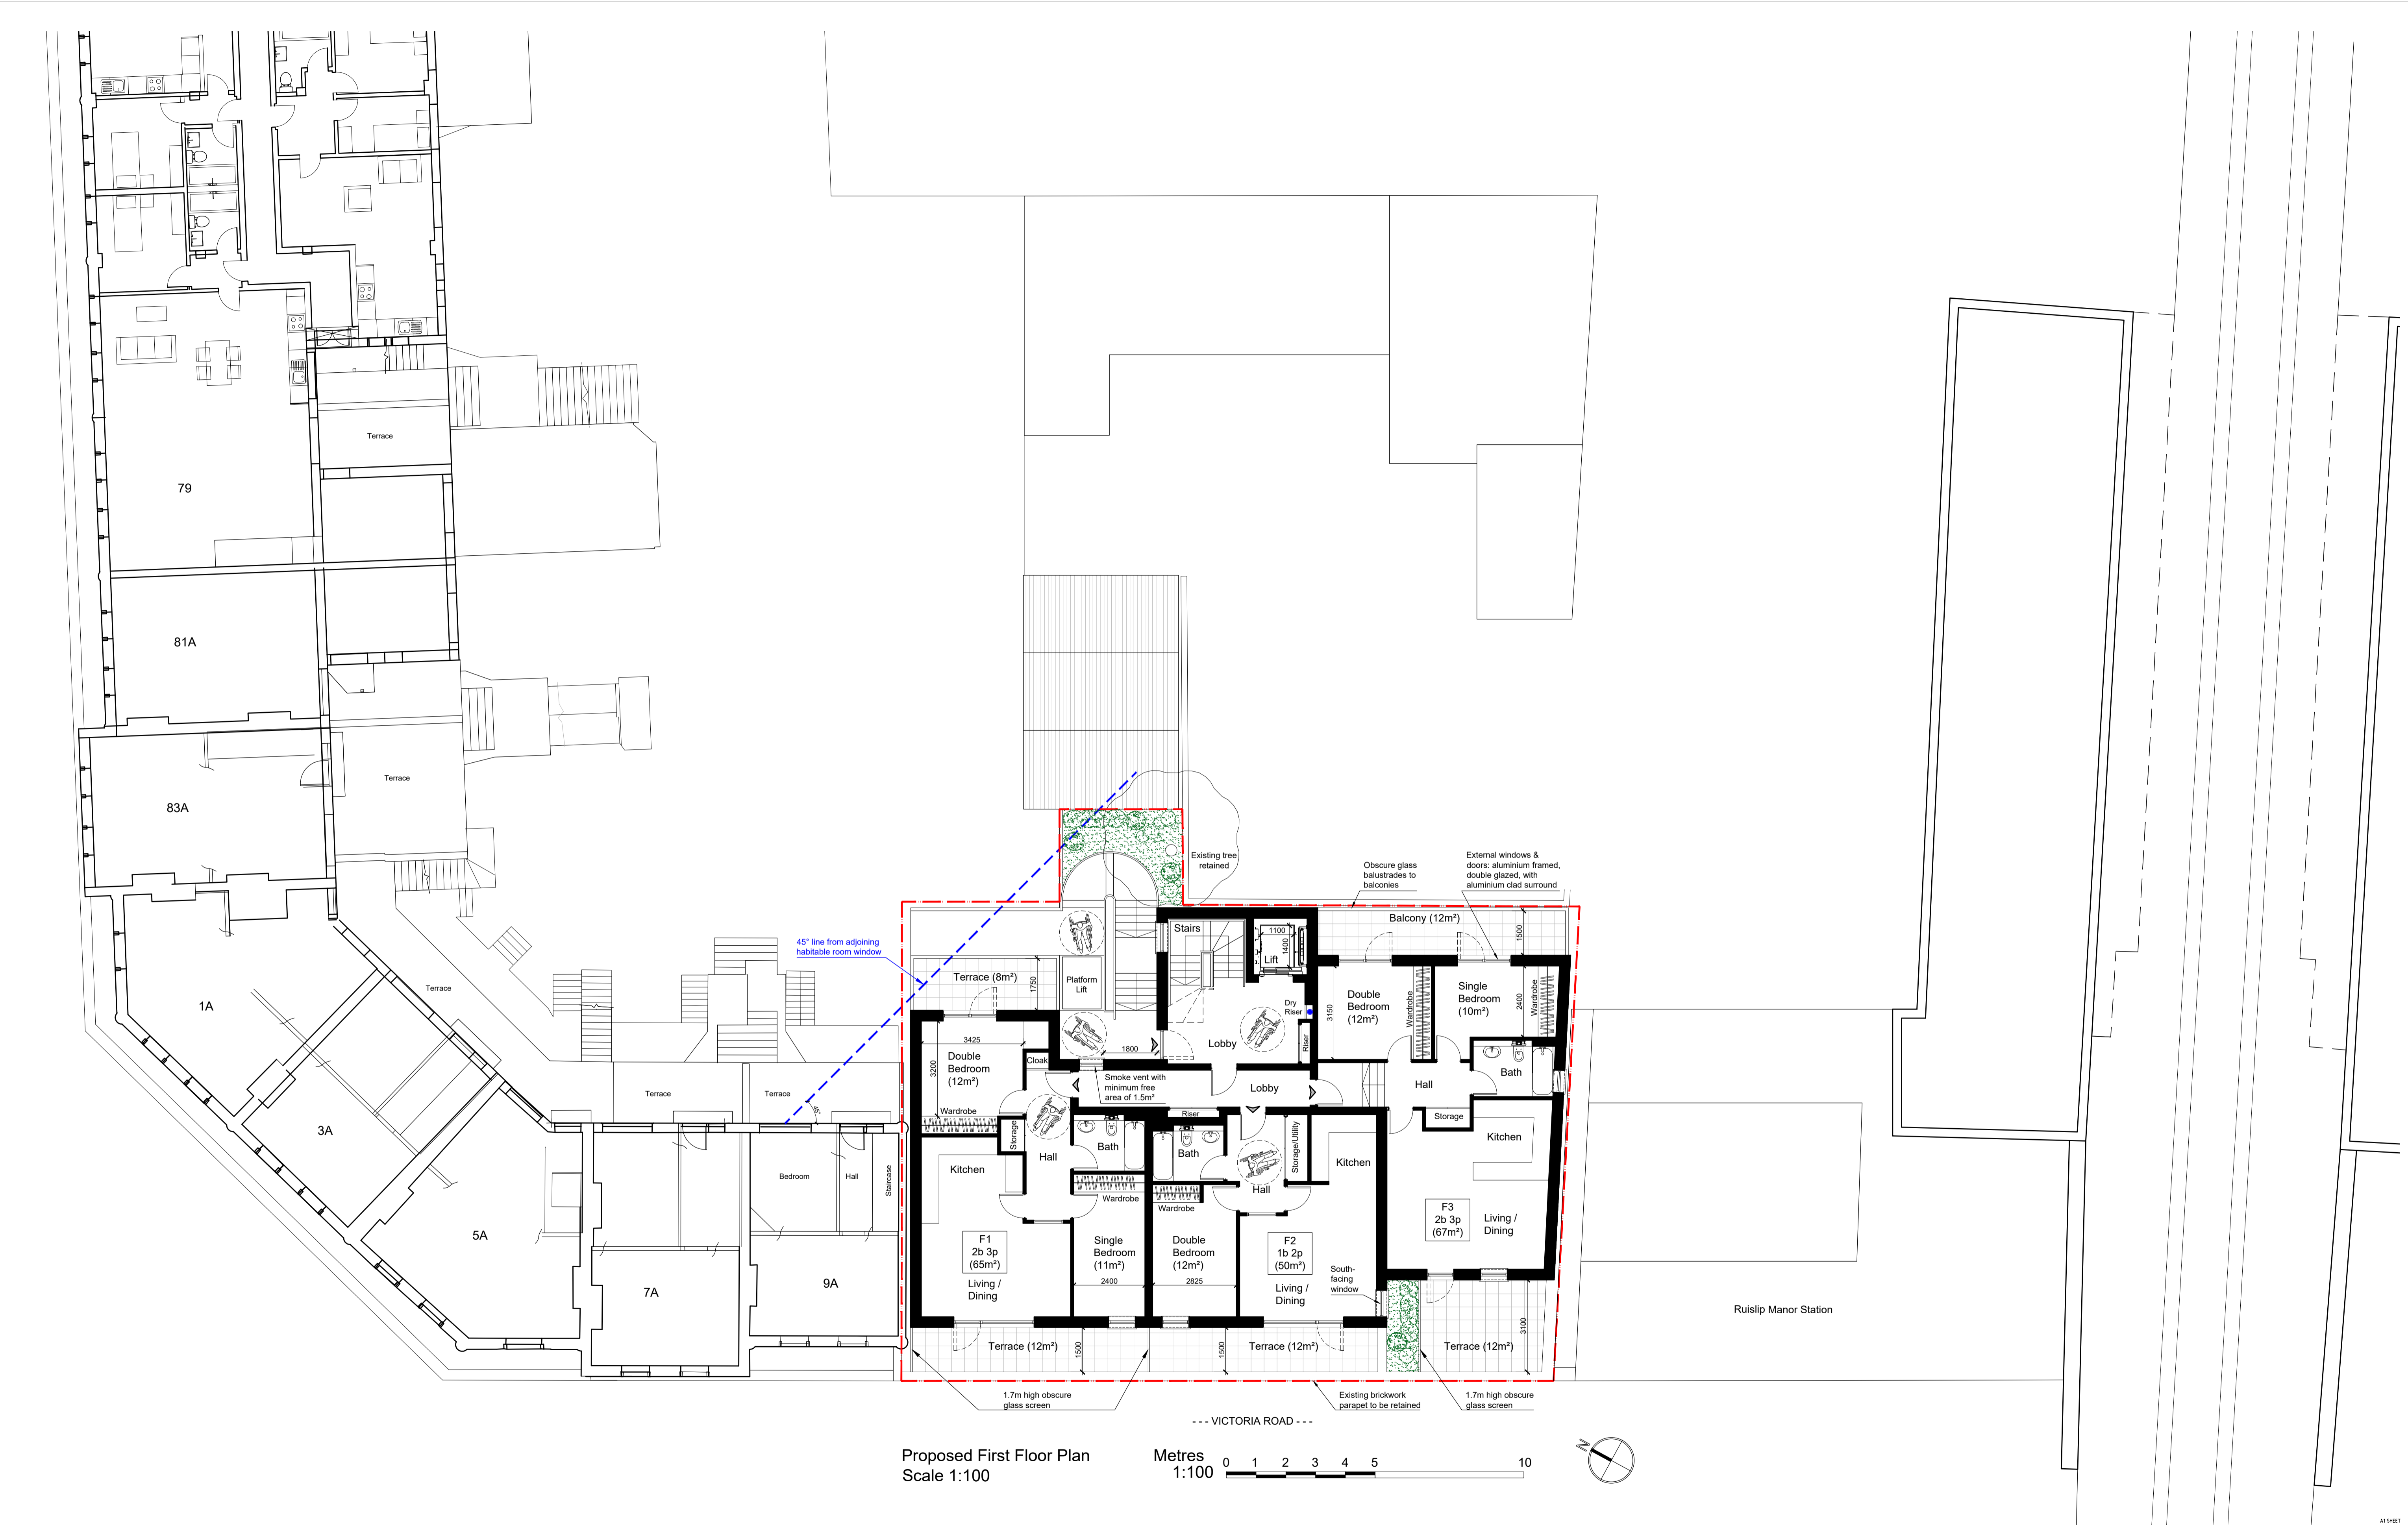 Terrace
79
81A
Terrace
83A
Existing tree
retained
Obscure glass
balustrades to
balconies
External windows &
doors: aluminium framed,
double glazed, with
aluminium clad surround
45° line from adjoining
habitable room window
Stairs
Balcony (12m²)
1100
1400
Lift
1500
Terrace (8m²)
1750
Platform
Lift
Double
Bedroom
(12m²)
3150
Wardrobe
Single
Bedroom
(10m²)
2400
Wardrobe
Terrace
1A
Dry
Riser
Riser
Lobby
3425
3200
Double
Bedroom
(12m²)
Wardrobe
Cloak
1800
Smoke vent with
minimum free
area of 1.5m²
Lobby
Riser
Hall
Bath
Storage
Terrace
Terrace
45°
3A
Storage
Hall
Bath
Bath
Storage/Utility
Kitchen
Kitchen
Kitchen
Bedroom
Hall
Staircase
Wardrobe
Wardrobe
Hall
5A
F1
2b 3p
(65m²)
Living /
Dining
Single
Bedroom
(11m²)
2400
Double
Bedroom
(12m²)
2825
F2
1b 2p
(50m²)
Living /
Dining
South-
facing
window
F3
2b 3p
(67m²)
Living /
Dining
7A
9A
Ruislip Manor Station
Terrace (12m²)
1500
1500
Terrace (12m²)
Terrace (12m²)
3100
1.7m high obscure
glass screen
Existing brickwork
parapet to be retained
1.7m high obscure
glass screen
- - - VICTORIA ROAD - - -
Proposed First Floor Plan
Scale 1:100
Metres
1:100
0 1 2 3 4 5 10
N
A1 SHEET